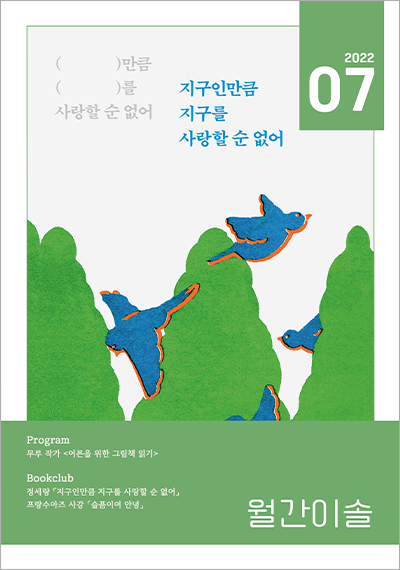 2022
07
(            )만큼
(            )를
사랑할 순 없어
지구인만큼
지구를
사랑할 순 없어
Program
무루 작가 <어른을 위한 그림책 읽기>
Bookclub
정세랑 「지구인만큼 지구를 사랑할 순 없어」
프랑수아즈 사강 「슬픔이여 안녕」
월간이솔